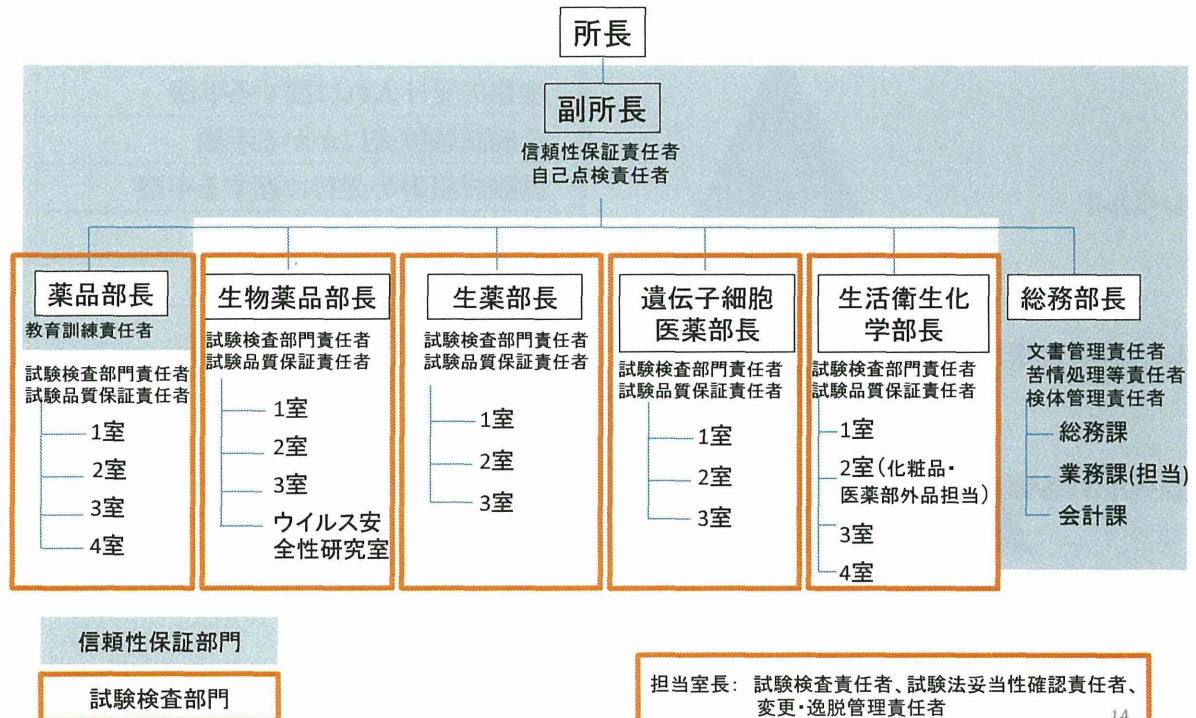 所長
副所長
信頼性保証責任者
自己点検責任者
薬品部長
教育訓練責任者
試験検査部門責任者
試験品質保証責任者
1室
2室
3室
4室
生物薬品部長
試験検査部門責任者
試験品質保証責任者
1室
2室
3室
ウイルス安
全性研究室
生薬部長
試験検査部門責任者
試験品質保証責任者
1室
2室
3室
遺伝子細胞
医薬部長
試験検査部門責任者
試験品質保証責任者
1室
2室
3室
生活衛生化
学部長
試験検査部門責任者
試験品質保証責任者
1室
2室(化粧品・
医薬部外品担当)
3室
4室
総務部長
文書管理責任者
苦情処理等責任者
検体管理責任者
総務課
業務課(担当)
会計課
信頼性保証部門
試験検査部門
担当室長: 試験検査責任者、試験法妥当性確認責任者、
変更・逸脱管理責任者
14